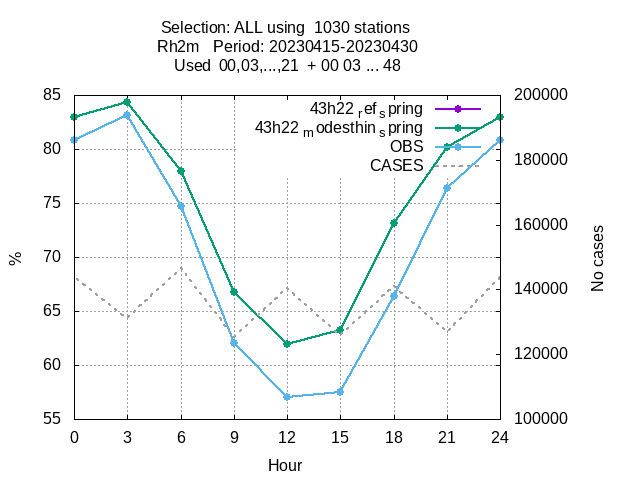 Selection: ALL using  1030 stations
Rh2m   Period: 20230415-20230430
Used  00,03,...,21  + 00 03 ... 48
85
80
75
70
65
60
55
200000
180000
160000
140000
120000
100000
43h22 ref spring
43h22 modesthin spring
OBS
CASES
%
No cases
0 3 6 9 12 15 18 21 24
Hour